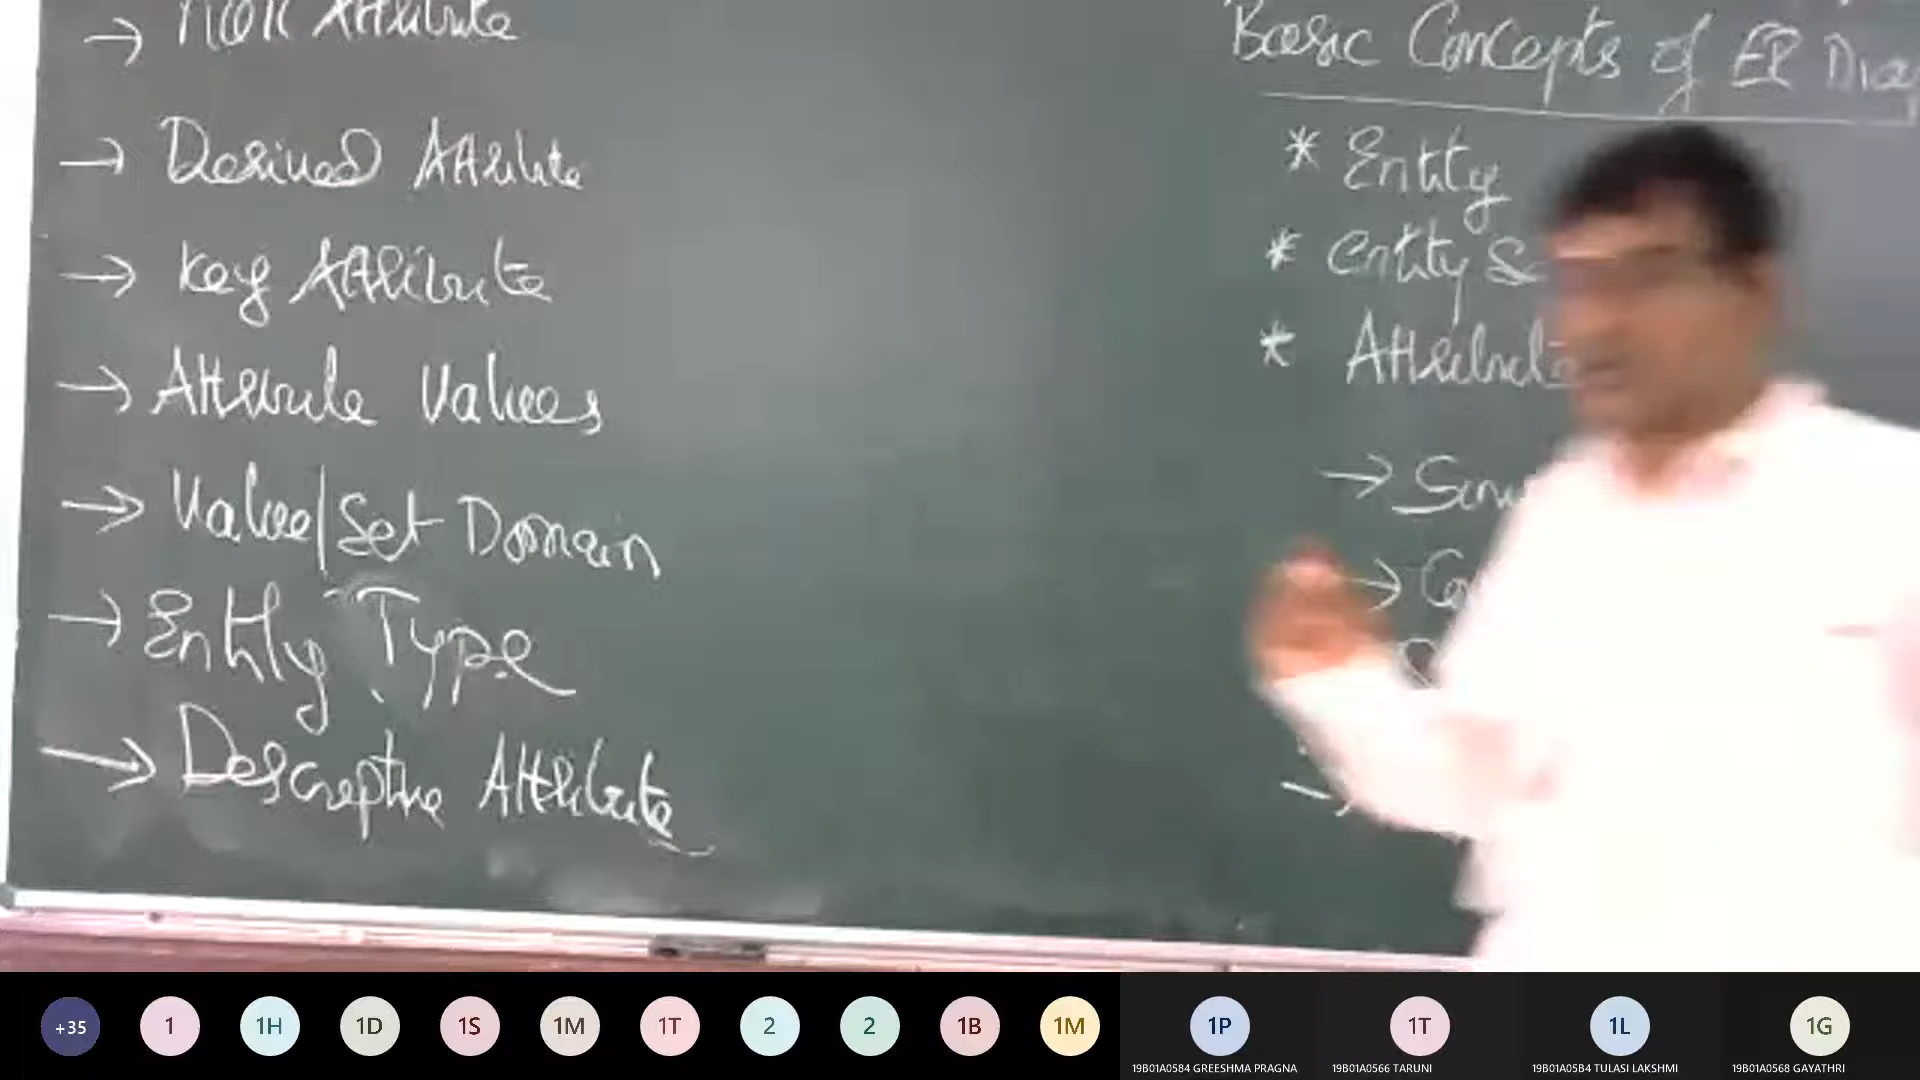 → Attribute
→ Derived Attribute
→ Key Attribute
→ Attribute Values
→ Value/Set Domain
→ Entity Type
→ Descriptive Attribute
Basic Concepts of ER
* Entity
* Entity
* Attribute
+35
1
1H
1D
1S
1M
1T
2
2
1B
1M
1P
1T
1L
1G
19B01A0584 GREESHMA PRAGNA
19B01A0566 TARUNI
19B01A05B4 TULASI LAKSHMI
19B01A0568 GAYATHRI